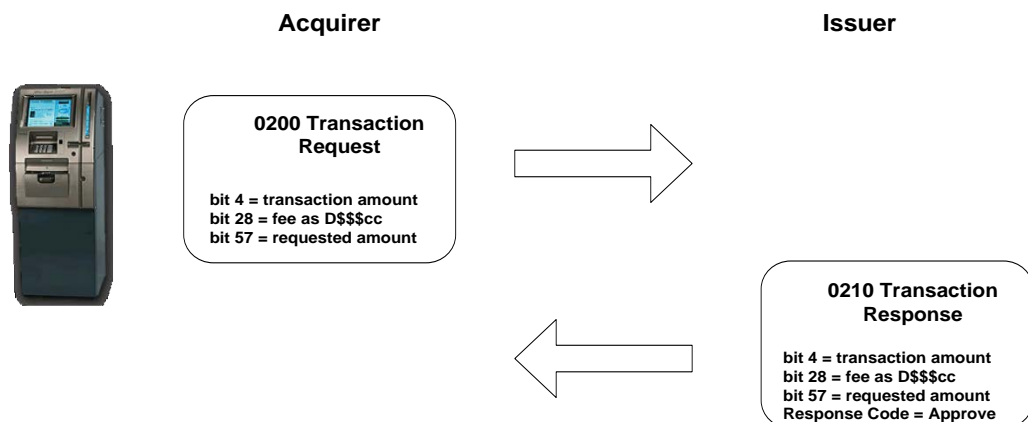 Acquirer
Issuer
0200 Transaction
Request
bit 4 = transaction amount
bit 28 = fee as D$$$cc
bit 57 = requested amount
0210 Transaction
Response
bit 4 = transaction amount
bit 28 = fee as D$$$cc
bit 57 = requested amount
Response Code = Approve